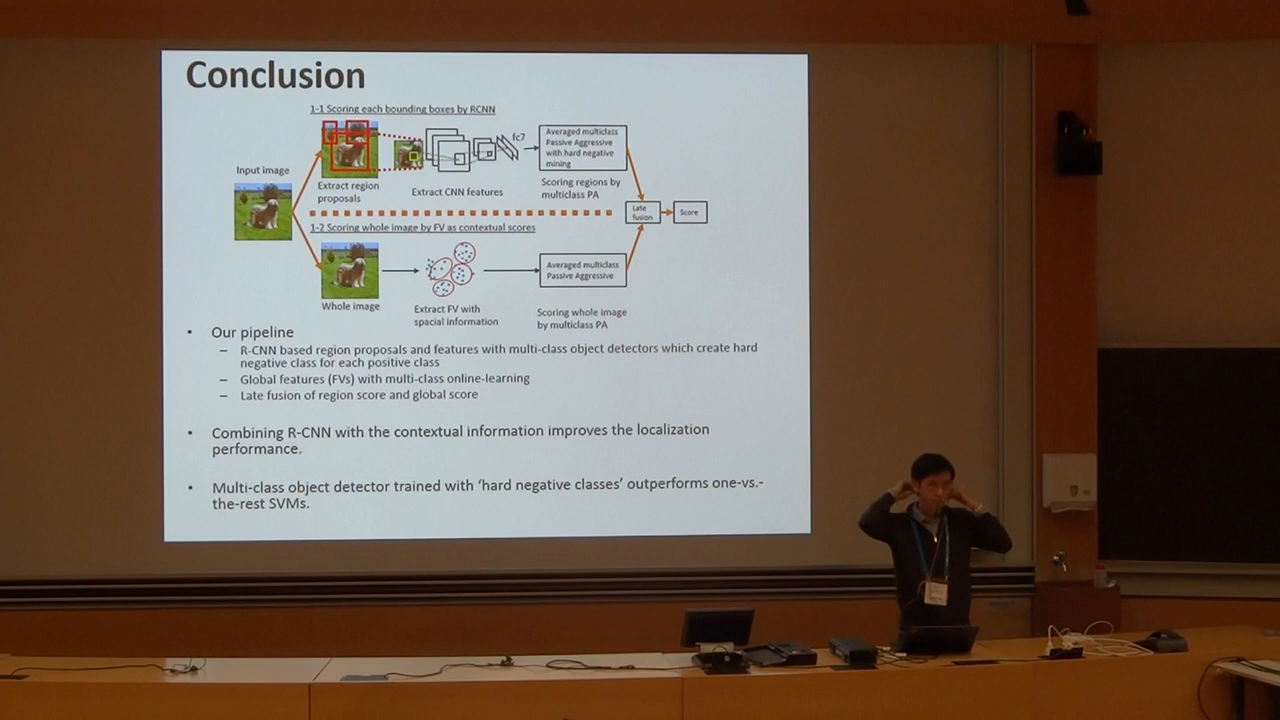 Conclusion
1-1 Scoring each bounding boxes by RCNN
Input image
Extract region
proposals
Extract CNN features
fc7
Averaged multiclass
Passive Aggressive
with hard negative
mining
Scoring regions by
multiclass PA
Late
fusion
Score
1-2 Scoring whole image by FV as contextual scores
Whole image
Extract FV with
spacial information
Averaged multiclass
Passive Aggressive
Scoring whole image
by multiclass PA
• Our pipeline
– R-CNN based region proposals and features with multi-class object detectors which create hard
negative class for each positive class
– Global features (FVs) with multi-class online-learning
– Late fusion of region score and global score
• Combining R-CNN with the contextual information improves the localization
performance.
• Multi-class object detector trained with ‘hard negative classes’ outperforms one-vs.-
the-rest SVMs.